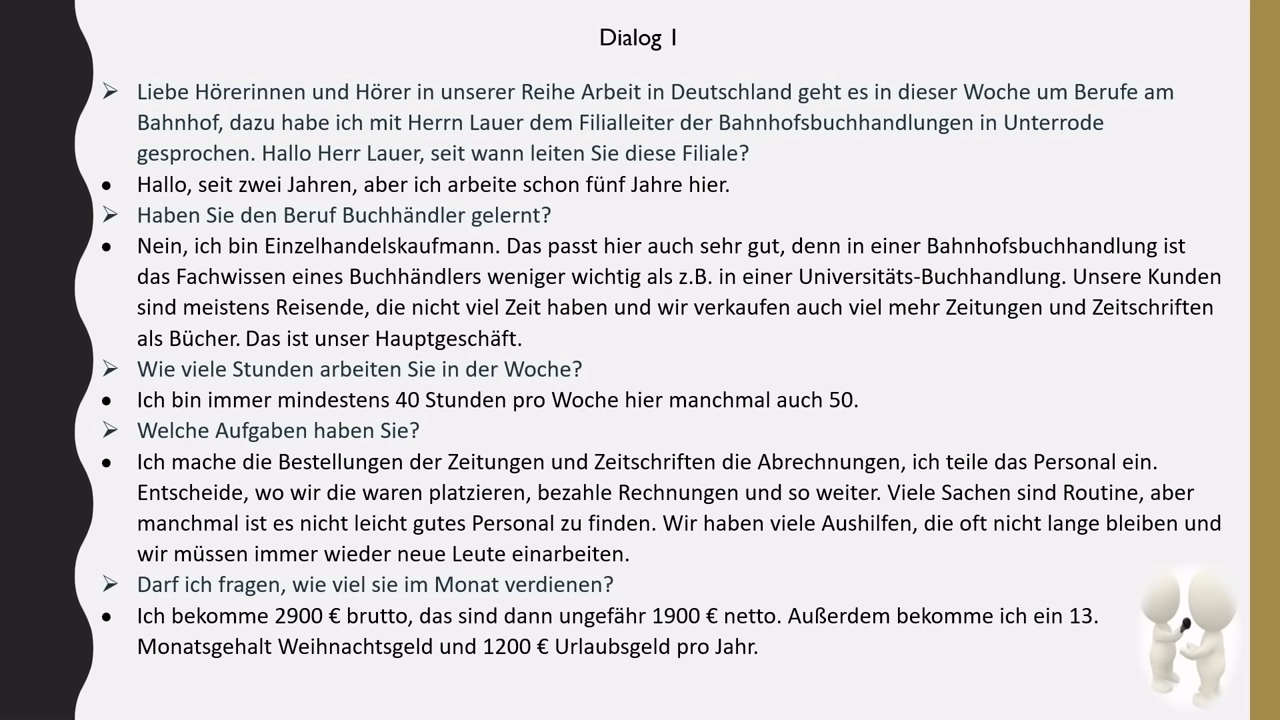 Dialog 1
➢ Liebe Hörerinnen und Hörer in unserer Reihe Arbeit in Deutschland geht es in dieser Woche um Berufe am
Bahnhof, dazu habe ich mit Herrn Lauer dem Filialleiter der Bahnhofsbuchhandlungen in Unterrode
gesprochen. Hallo Herr Lauer, seit wann leiten Sie diese Filiale?
• Hallo, seit zwei Jahren, aber ich arbeite schon fünf Jahre hier.
➢ Haben Sie den Beruf Buchhändler gelernt?
• Nein, ich bin Einzelhandelskaufmann. Das passt hier auch sehr gut, denn in einer Bahnhofsbuchhandlung ist
das Fachwissen eines Buchhändlers weniger wichtig als z.B. in einer Universitäts-Buchhandlung. Unsere Kunden
sind meistens Reisende, die nicht viel Zeit haben und wir verkaufen auch viel mehr Zeitungen und Zeitschriften
als Bücher. Das ist unser Hauptgeschäft.
➢ Wie viele Stunden arbeiten Sie in der Woche?
• Ich bin immer mindestens 40 Stunden pro Woche hier manchmal auch 50.
➢ Welche Aufgaben haben Sie?
• Ich mache die Bestellungen der Zeitungen und Zeitschriften die Abrechnungen, ich teile das Personal ein.
Entscheide, wo wir die waren platzieren, bezahle Rechnungen und so weiter. Viele Sachen sind Routine, aber
manchmal ist es nicht leicht gutes Personal zu finden. Wir haben viele Aushilfen, die oft nicht lange bleiben und
wir müssen immer wieder neue Leute einarbeiten.
➢ Darf ich fragen, wie viel sie im Monat verdienen?
• Ich bekomme 2900 € brutto, das sind dann ungefähr 1900 € netto. Außerdem bekomme ich ein 13.
Monatsgehalt Weihnachtsgeld und 1200 € Urlaubsgeld pro Jahr.